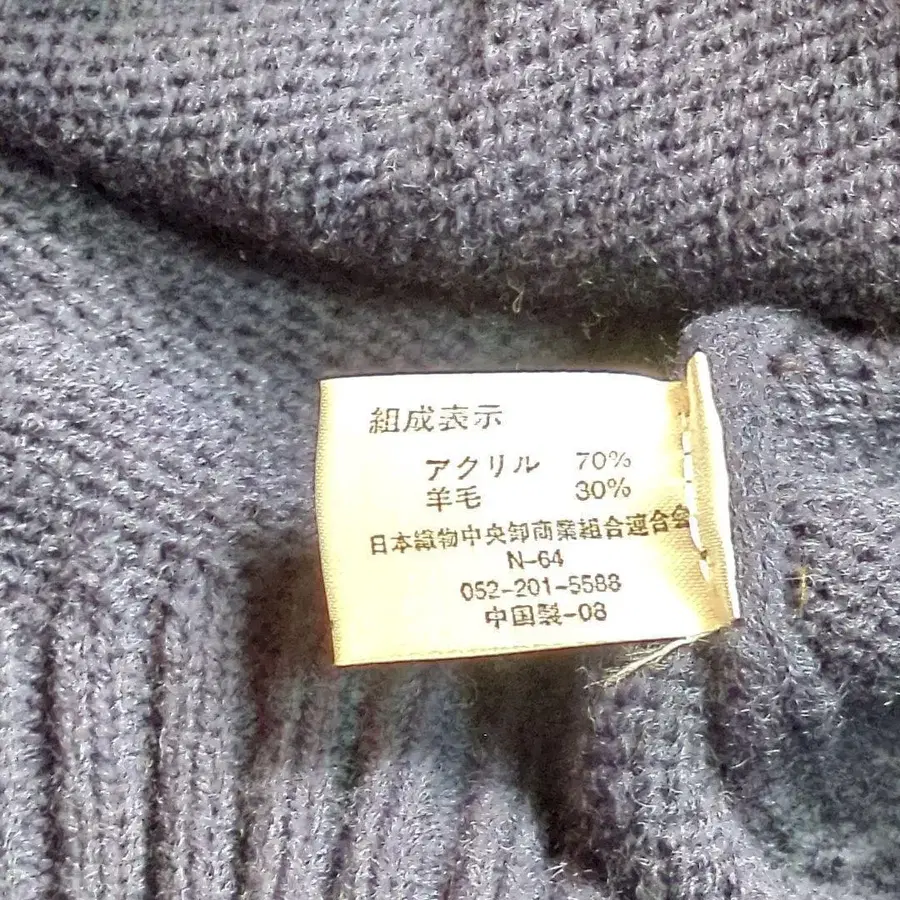 組成表示
アクリル 70%
羊毛 30%
日本織物中央卸商業組合連合会
N-64
052-201-5588
中国製-08